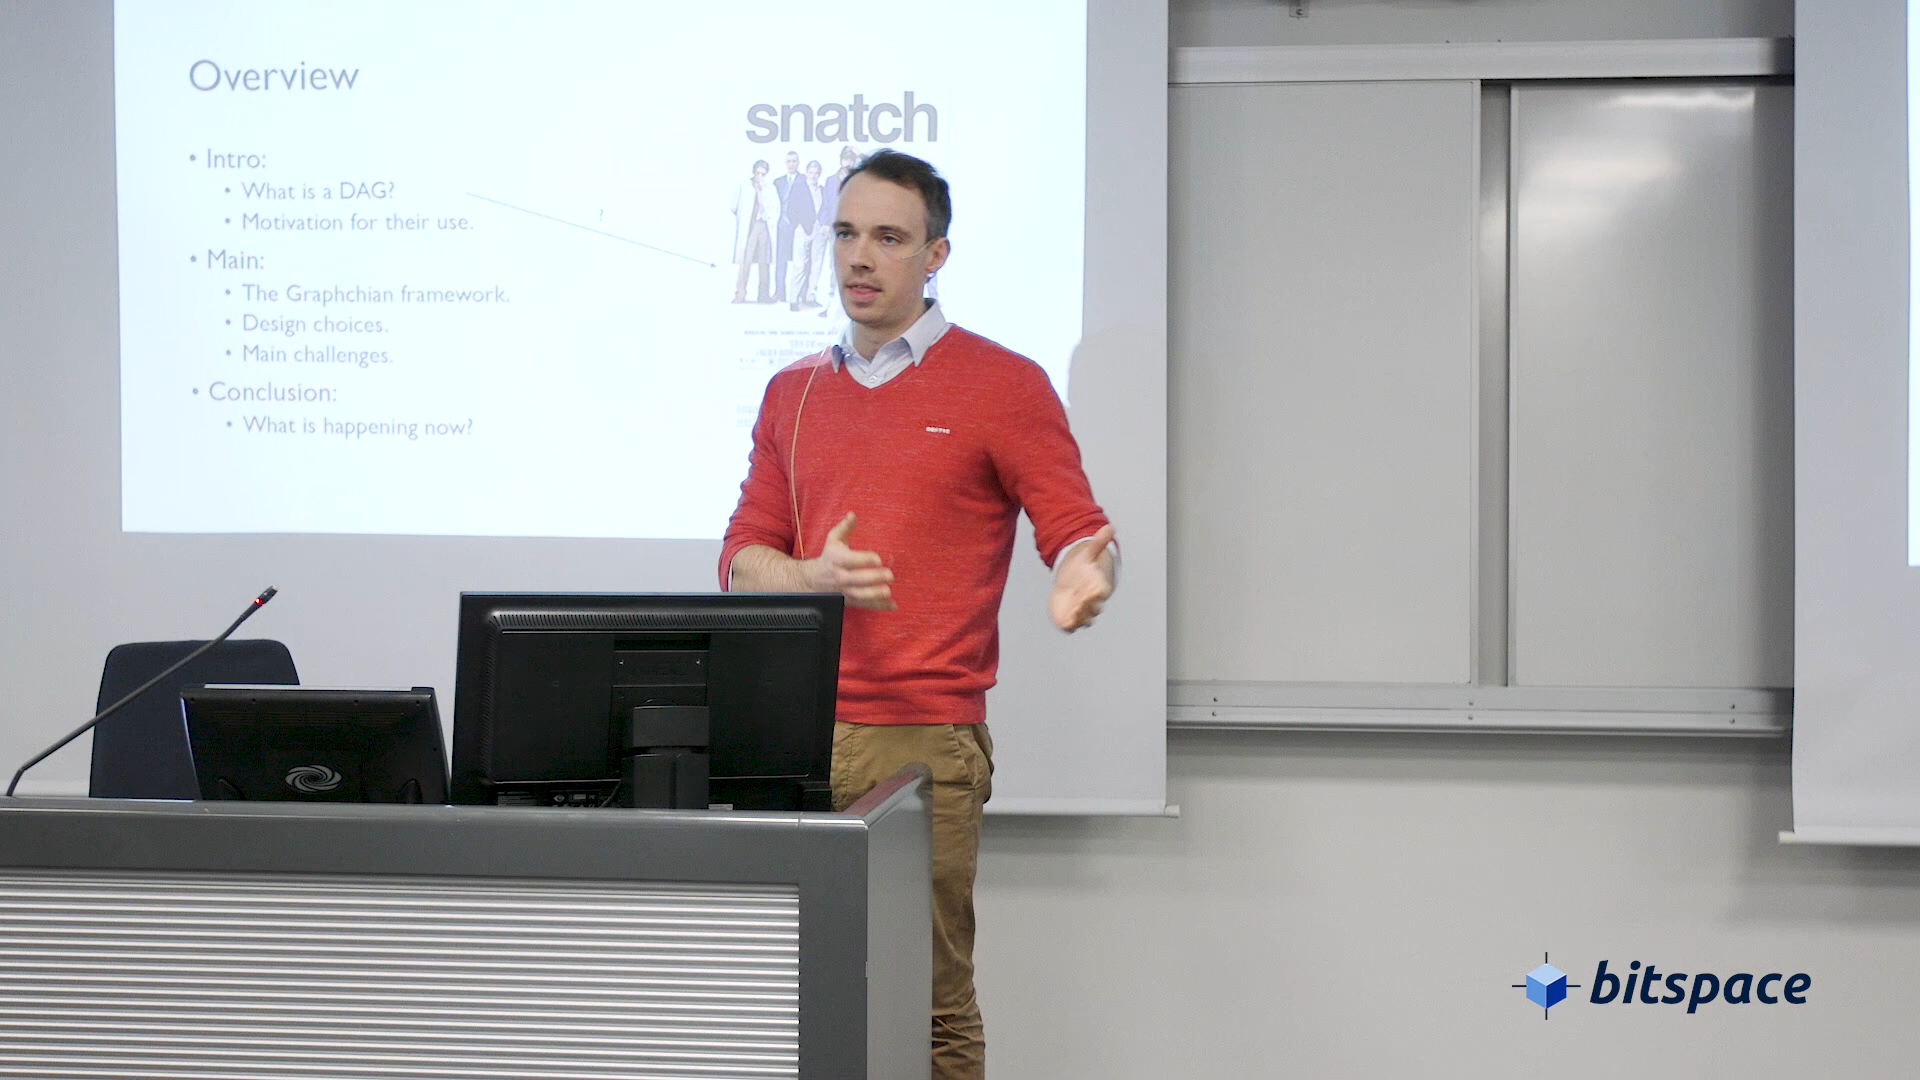 Overview
snatch
• Intro:
• What is a DAG?
• Motivation for their use.
?
• Main:
• The Graphchian framework.
• Design choices.
• Main challenges.
• Conclusion:
• What is happening now?
bitspace